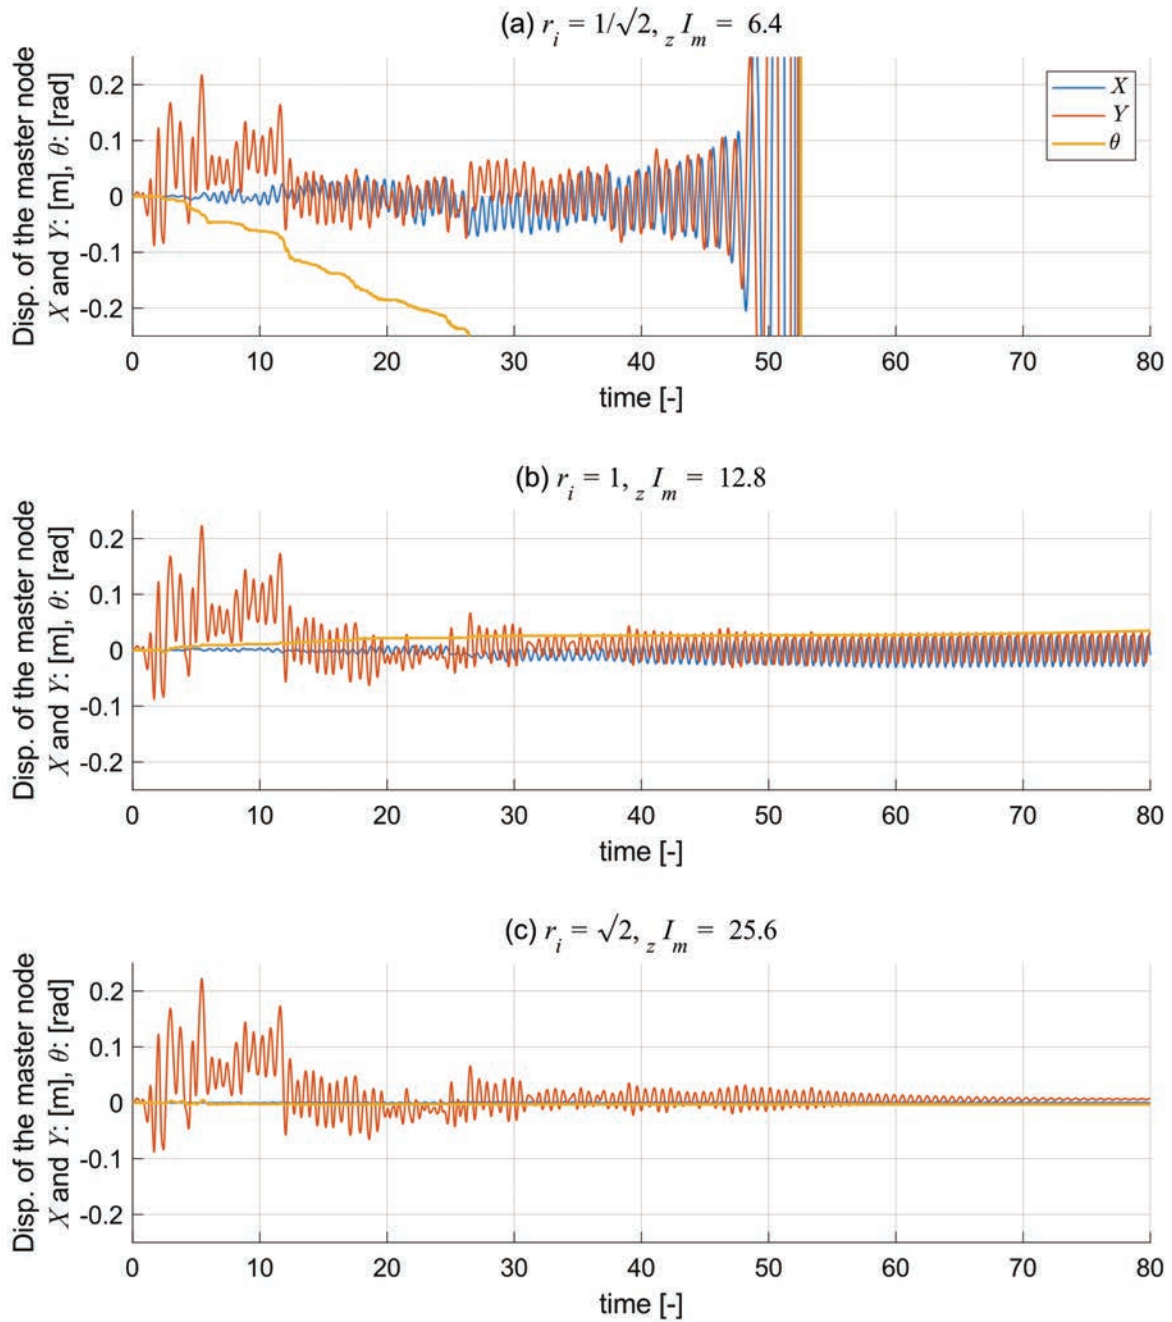 (a) r_i = 1/√2, _z I_m = 6.4
Disp. of the master node
X and Y: [m], θ: [rad]
0.2
0.1
0
-0.1
-0.2
X
Y
θ
0 10 20 30 40 50 60 70 80
time [-]
(b) r_i = 1, _z I_m = 12.8
Disp. of the master node
X and Y: [m], θ: [rad]
0.2
0.1
0
-0.1
-0.2
0 10 20 30 40 50 60 70 80
time [-]
(c) r_i = √2, _z I_m = 25.6
Disp. of the master node
X and Y: [m], θ: [rad]
0.2
0.1
0
-0.1
-0.2
0 10 20 30 40 50 60 70 80
time [-]